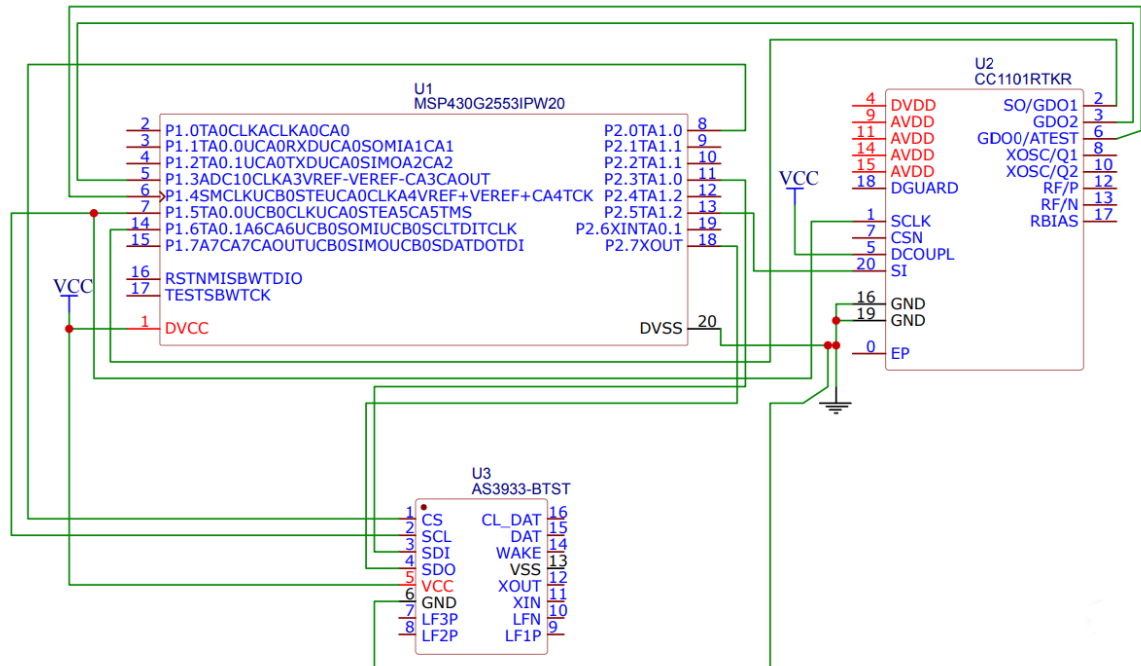 U1
MSP430G2553IPW20
2 P1.0TA0CLKACLKA0CA0
3 P1.1TA0.0UCA0RXDUCA0SOMIA1CA1
4 P1.2TA0.1UCA0TXDUCA0SIMOA2CA2
5 P1.3ADC10CLKA3VREF-VEREF-CA3CAOUT
6 P1.4SMCLKUCB0STEUCA0CLKA4VREF+VEREF+CA4TCK
7 P1.5TA0.0UCB0CLKUCA0STEA5CA5TMS
14 P1.6TA0.1A6CA6UCB0SOMIUCB0SCLTDITCLK
15 P1.7A7CA7CAOUTUCB0SIMOUCB0SDATDOTDI
16 RSTNMISBWTDIO
17 TESTSBWTCK
1 DVCC
P2.0TA1.0 8
P2.1TA1.1 9
P2.2TA1.1 10
P2.3TA1.0 11
P2.4TA1.2 12
P2.5TA1.2 13
P2.6XINTA0.1 19
P2.7XOUT 18
DVSS 20
VCC
U2
CC1101RTKR
4 DVDD
9 AVDD
11 AVDD
14 AVDD
15 AVDD
18 DGUARD
1 SCLK
7 CSN
5 DCOUPL
20 SI
16 GND
19 GND
0 EP
SO/GDO1 2
GDO2 3
GDO0/ATEST 6
XOSC/Q1 8
XOSC/Q2 10
RF/P 12
RF/N 13
RBIAS 17
VCC
U3
AS3933-BTST
1 CS
2 SCL
3 SDI
4 SDO
5 VCC
6 GND
7 LF3P
8 LF2P
CL_DAT 16
DAT 15
WAKE 14
VSS 13
XOUT 12
XIN 11
LFN 10
LF1P 9